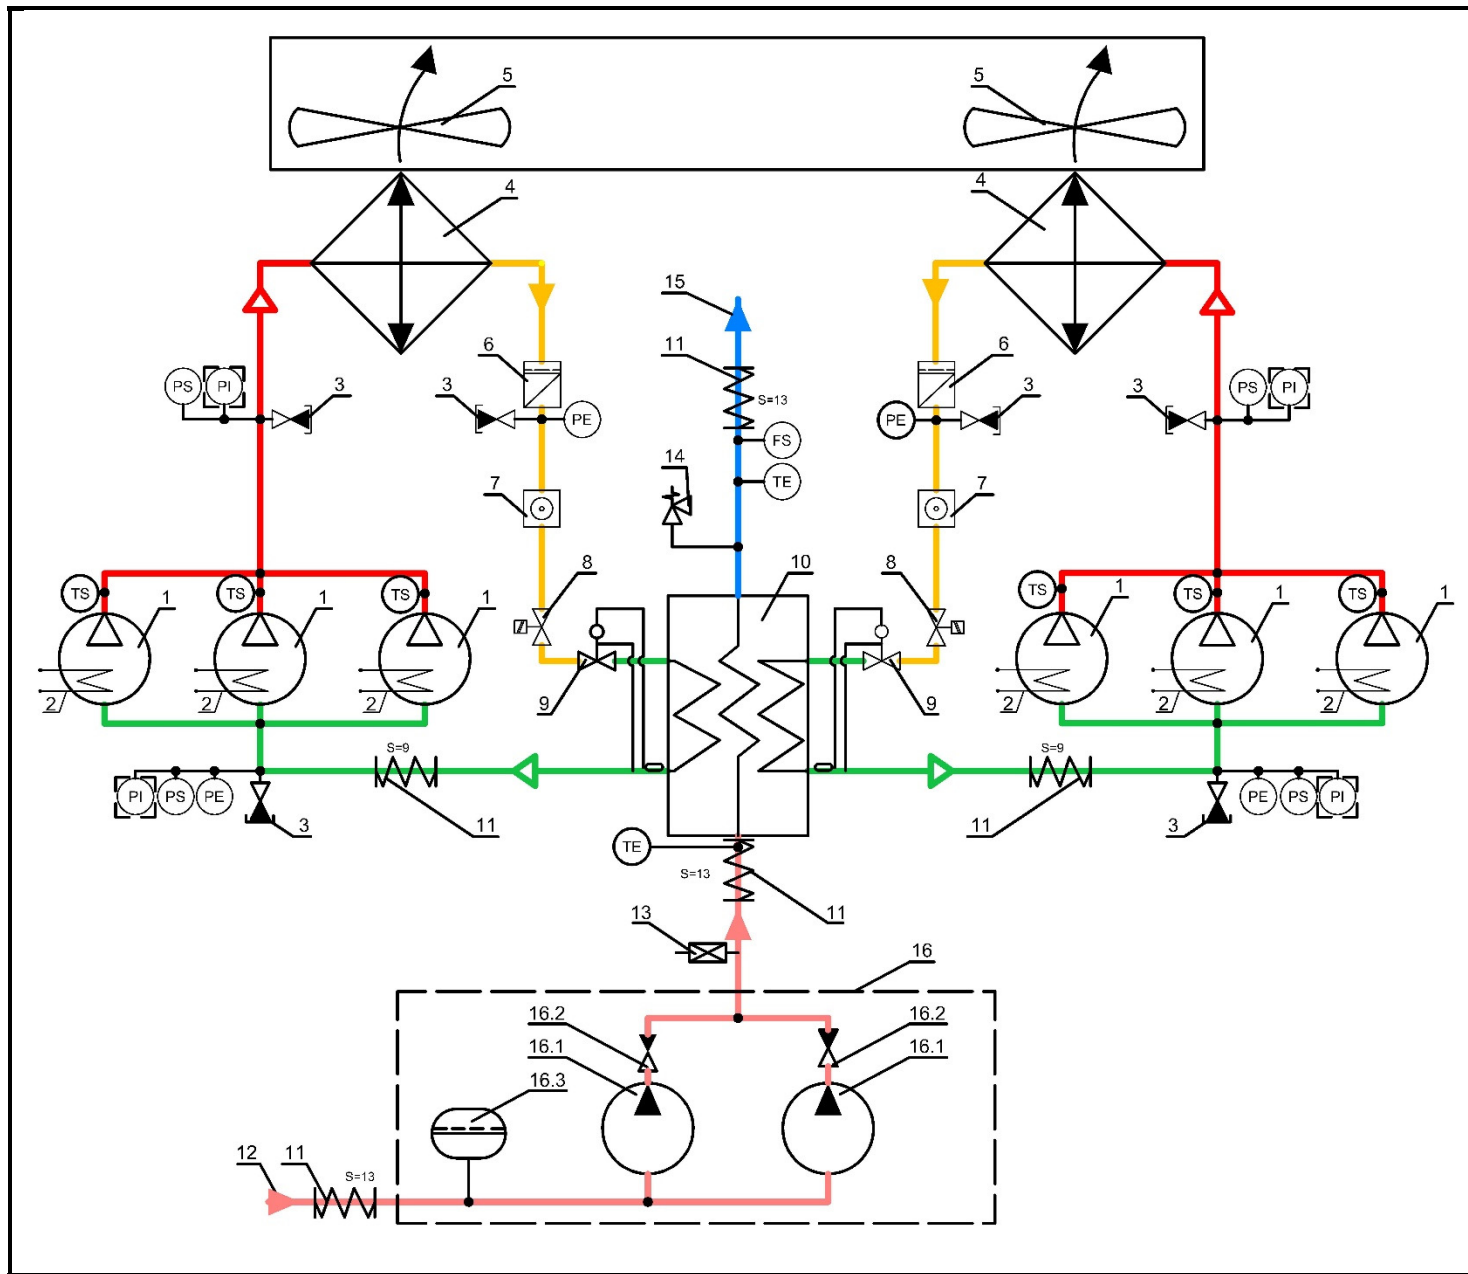 5 5
4 4
15
6 11 6
PS PI 3 3 S=13 3 3 PS PI
PE FS PE
14 TE
7 7
8 10 8
TS 1 TS 1 TS 1 TS 1 TS 1 TS 1
2 2 2 9 9 2 2 2
S=9 S=9
PI PS PE PE PS PI
3 11 11 3
TE S=13 11
13
16
16.2 16.2
16.1 16.1
16.3
12 11 S=13